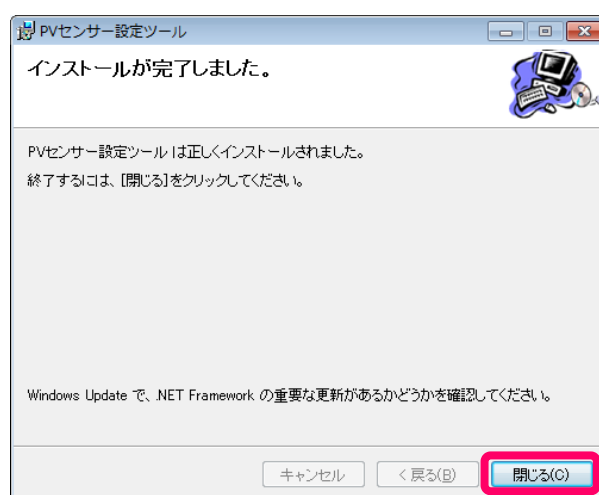 PVセンサー設定ツール
インストールが完了しました。
PVセンサー設定ツール は正しくインストールされました。
終了するには、[閉じる]をクリックしてください。
Windows Update で、.NET Framework の重要な更新があるかどうかを確認してください。
キャンセル
< 戻る(B)
閉じる(C)